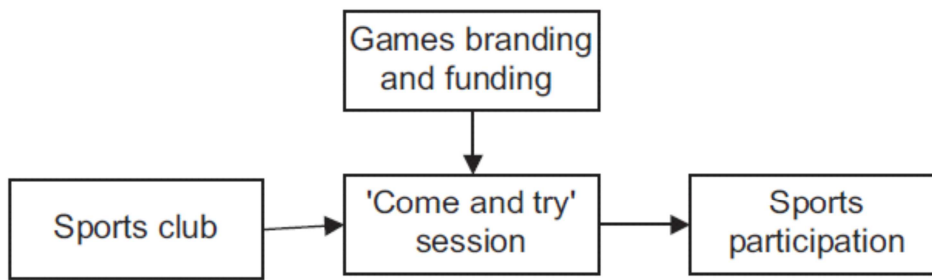 Games branding
and funding
Sports club
'Come and try'
session
Sports
participation